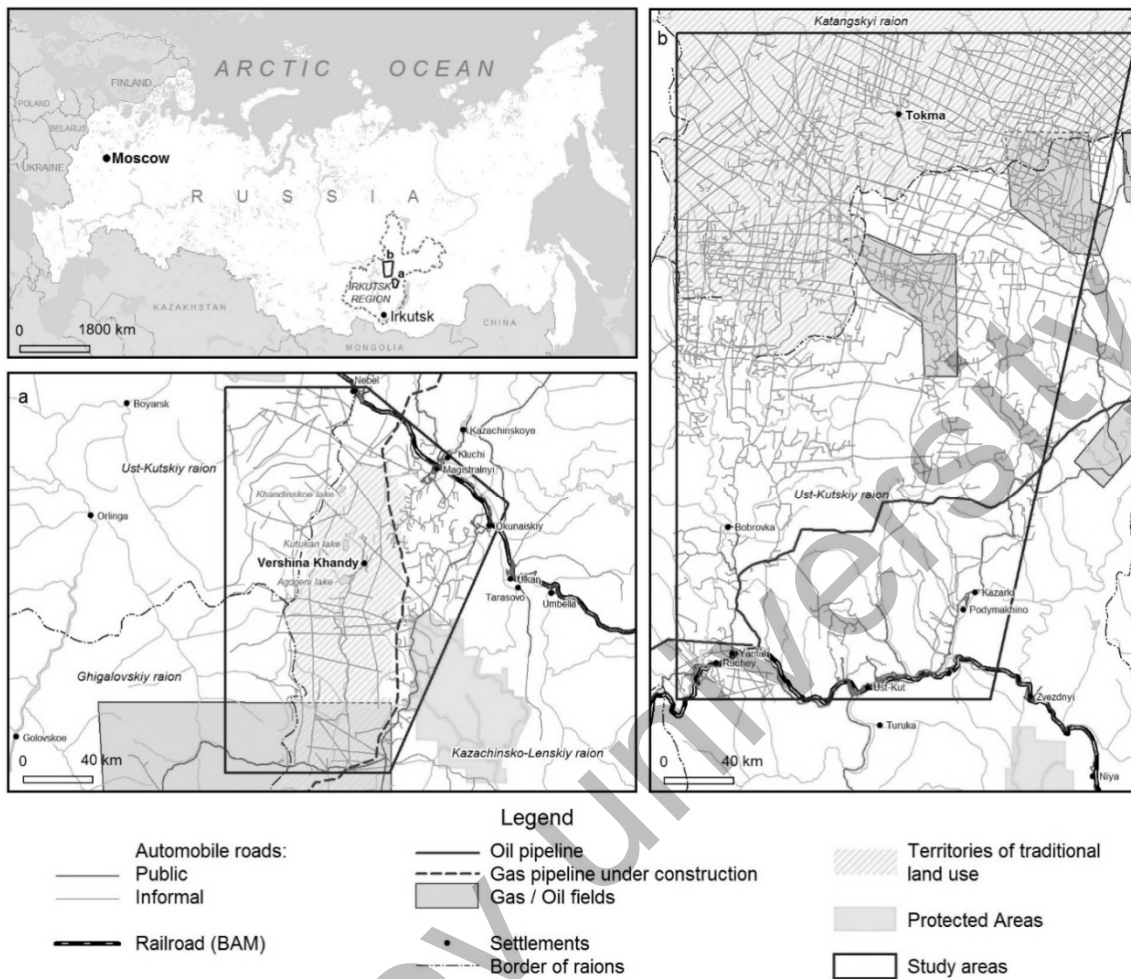 ARCTIC OCEAN
FINLAND
POLAND
BELARUS
UKRAINE
Moscow
RUSSIA
b
a
IRKUTSK
REGION
Irkutsk
KAZAKHSTAN
CHINA
MONGOLIA
0 1800 km
a
Nebel
Boyarsk
Kazachinskoye
Ust-Kutskiy raion
Kluchi
Magistralnyi
Khandinskoe lake
Orlinga
Okunaiskiy
Kutukan lake
Vershina Khandy
Agdgeni lake
Ulkan
Tarasovo
Umbella
Ghigalovskiy raion
Golovskoe
Kazachinsko-Lenskiy raion
0 40 km
Katangskyi raion
b
Tokma
Ust-Kutskiy raion
Bobrovka
Kazarki
Podymakhino
Yantal
Ruchey
Ust-Kut
Zvezdnyi
Turuka
Niya
0 40 km
Legend
Automobile roads:
Public
Informal
Railroad (BAM)
Oil pipeline
Gas pipeline under construction
Gas / Oil fields
Settlements
Border of raions
Territories of traditional
land use
Protected Areas
Study areas
university